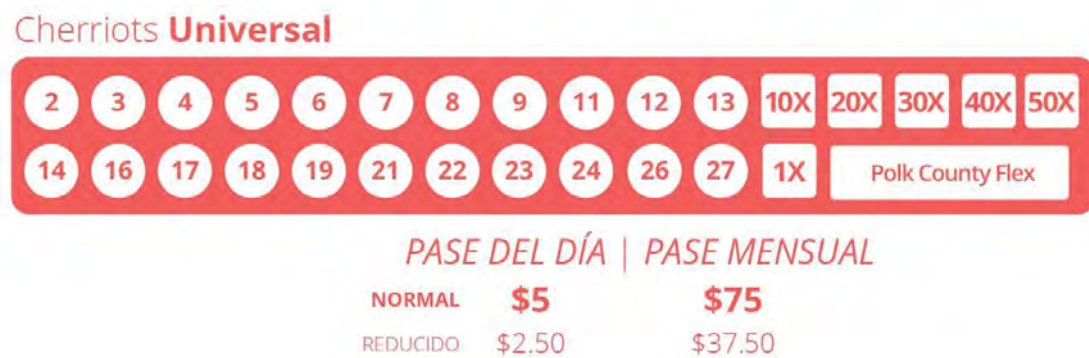 Cherriots Universal
2 3 4 5 6 7 8 9 11 12 13 10X 20X 30X 40X 50X
14 16 17 18 19 21 22 23 24 26 27 1X Polk County Flex
PASE DEL DÍA | PASE MENSUAL
NORMAL $5 $75
REDUCIDO $2.50 $37.50